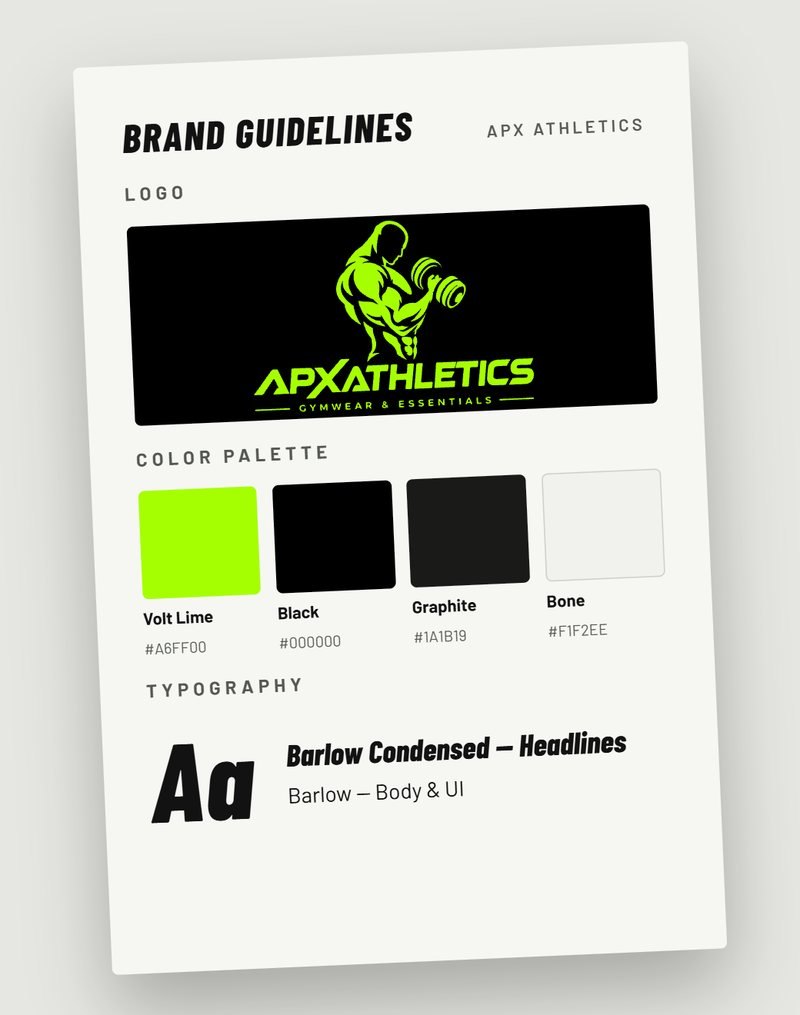 BRAND GUIDELINES
APX ATHLETICS
LOGO
APXATHLETICS
GYMWEAR & ESSENTIALS
COLOR PALETTE
Volt Lime
Black
Graphite
Bone
#A6FF00
#000000
#1A1B19
#F1F2EE
TYPOGRAPHY
Aa
Barlow Condensed — Headlines
Barlow — Body & UI